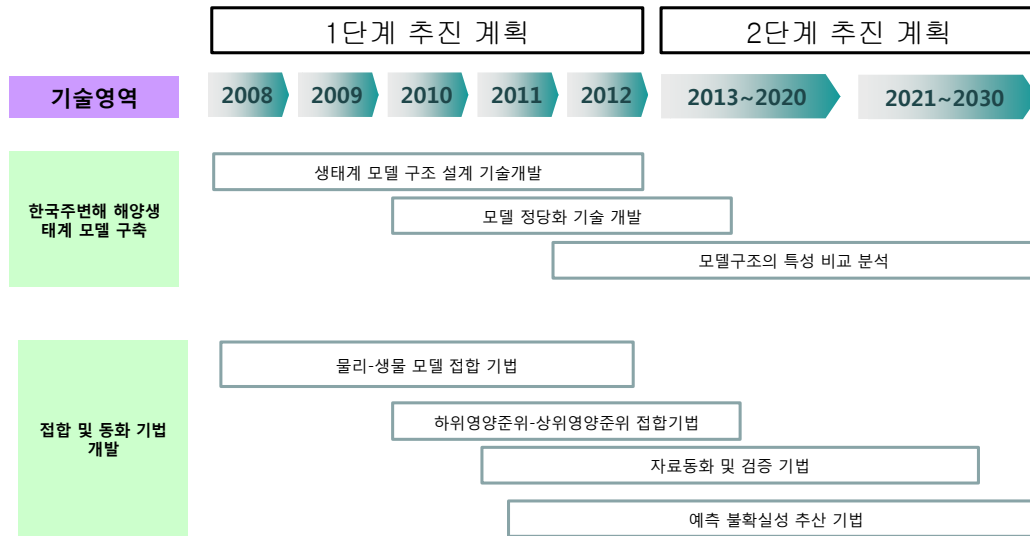 1단계 추진 계획
2단계 추진 계획
기술영역
2008
2009
2010
2011
2012
2013~2020
2021~2030
한국주변해 해양생
태계 모델 구축
생태계 모델 구조 설계 기술개발
모델 정당화 기술 개발
모델구조의 특성 비교 분석
접합 및 동화 기법
개발
물리-생물 모델 접합 기법
하위영양준위-상위영양준위 접합기법
자료동화 및 검증 기법
예측 불확실성 추산 기법